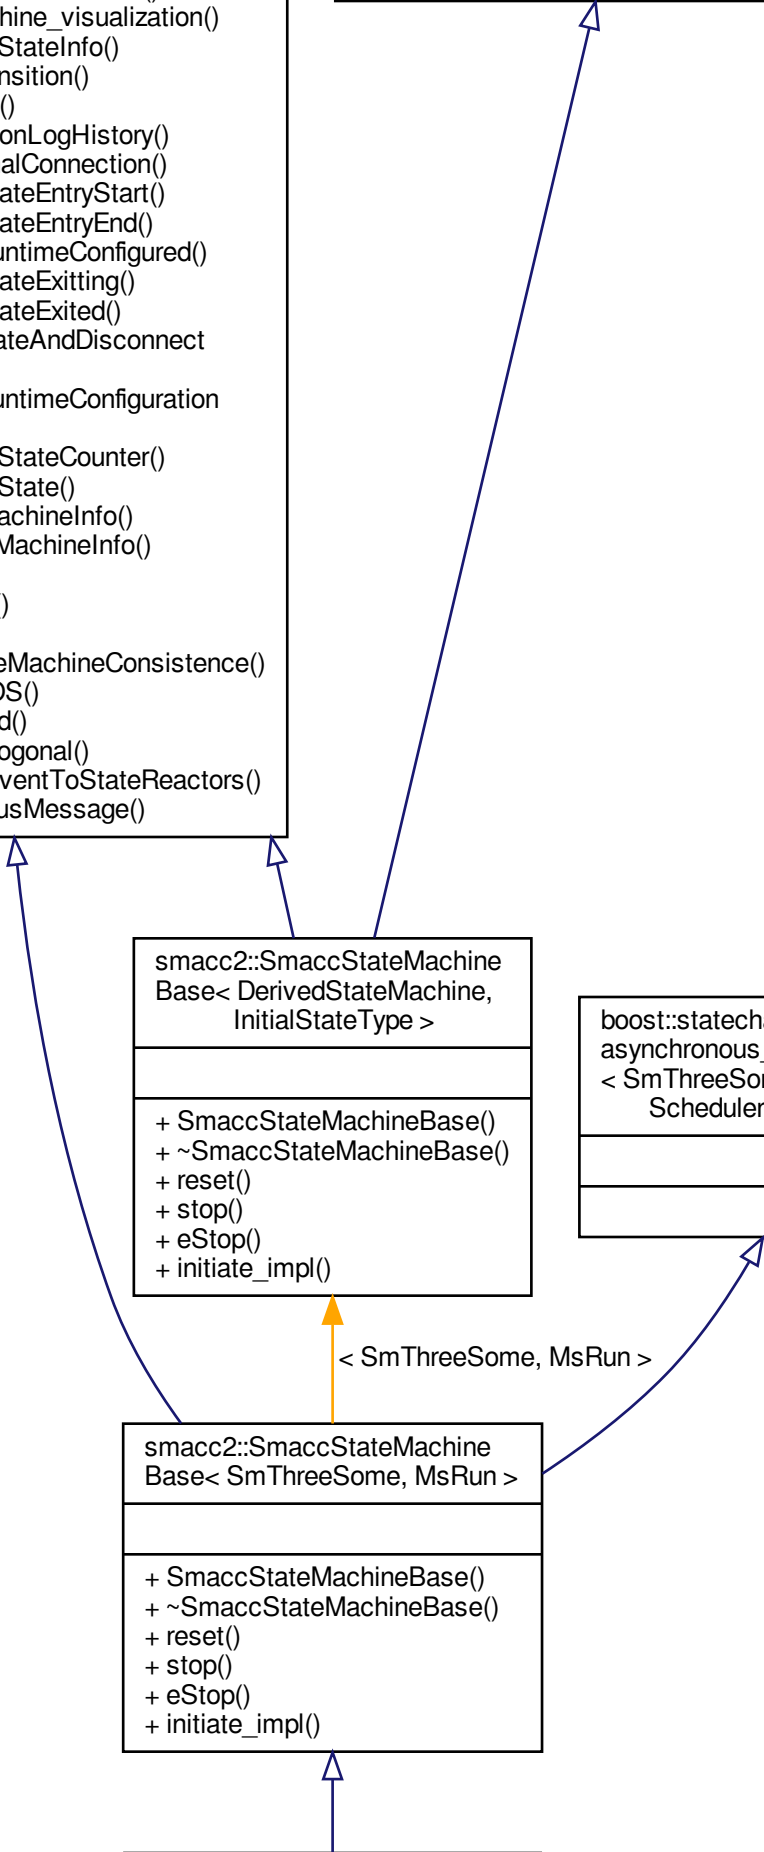 hine_visualization()
StateInfo()
nsition()
()
onLogHistory()
alConnection()
ateEntryStart()
ateEntryEnd()
untimeConfigured()
ateExitting()
ateExited()
ateAndDisconnect
untimeConfiguration
StateCounter()
State()
achineInfo()
MachineInfo()
()
eMachineConsistence()
OS()
d()
ogonal()
ventToStateReactors()
usMessage()
smacc2::SmaccStateMachine
Base< DerivedStateMachine,
InitialStateType >
+ SmaccStateMachineBase()
+ ~SmaccStateMachineBase()
+ reset()
+ stop()
+ eStop()
+ initiate_impl()
boost::statecha
asynchronous_
< SmThreeSom
Scheduler
< SmThreeSome, MsRun >
smacc2::SmaccStateMachine
Base< SmThreeSome, MsRun >
+ SmaccStateMachineBase()
+ ~SmaccStateMachineBase()
+ reset()
+ stop()
+ eStop()
+ initiate_impl()